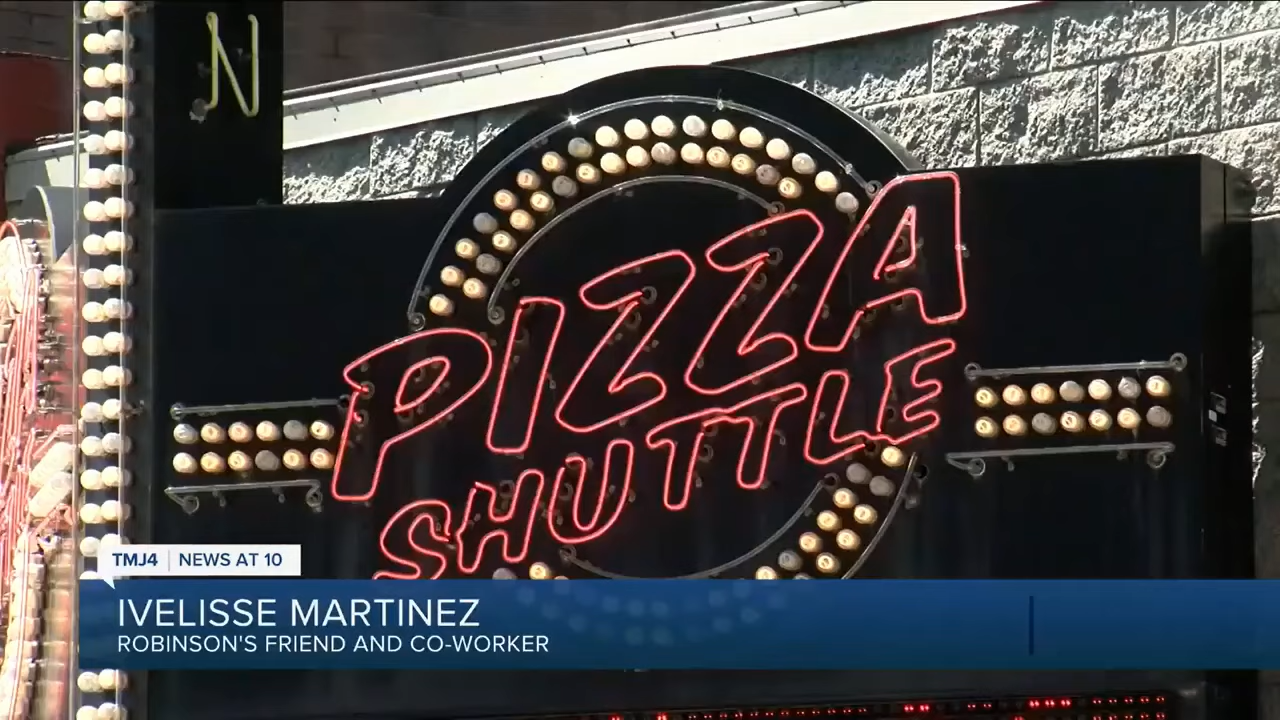 N
PIZZA
SHUTTLE
TMJ4 NEWS AT 10
IVELISSE MARTINEZ
ROBINSON'S FRIEND AND CO-WORKER